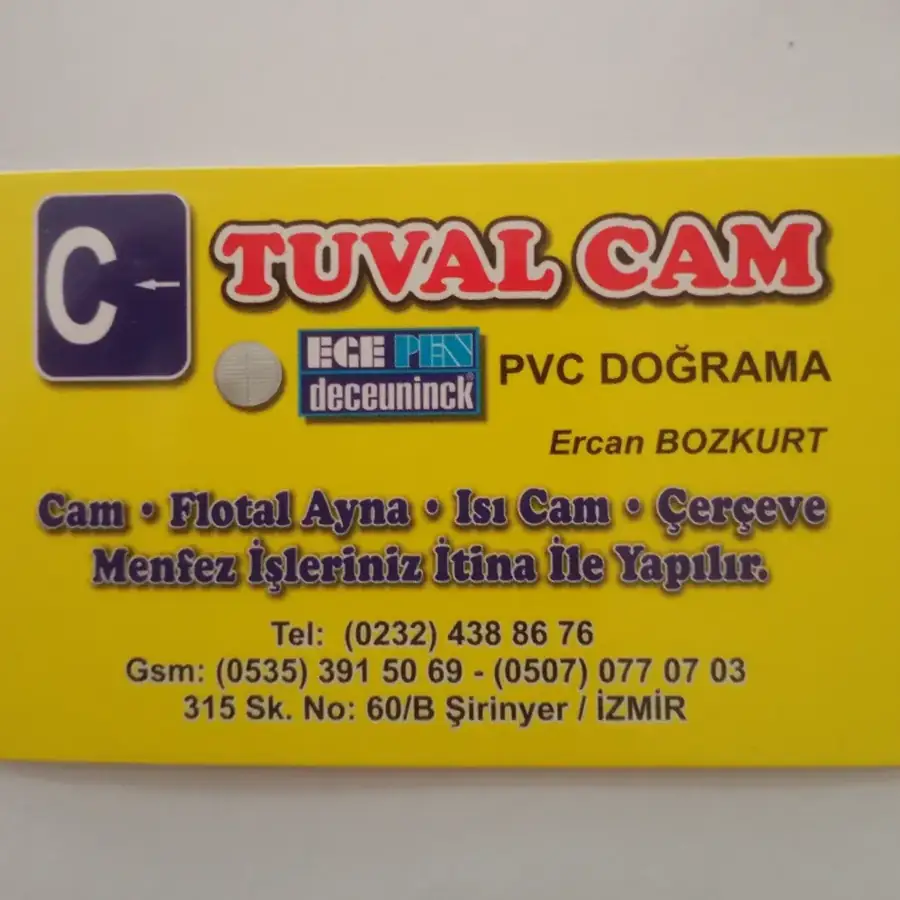 C
TUVAL CAM
EGE PEN
deceuninck®
PVC DOĞRAMA
Ercan BOZKURT
Cam • Flotal Ayna • Isı Cam • Çerçeve
Menfez İşleriniz İtina İle Yapılır.
Tel: (0232) 438 86 76
Gsm: (0535) 391 50 69 - (0507) 077 07 03
315 Sk. No: 60/B Şirinyer / İZMİR